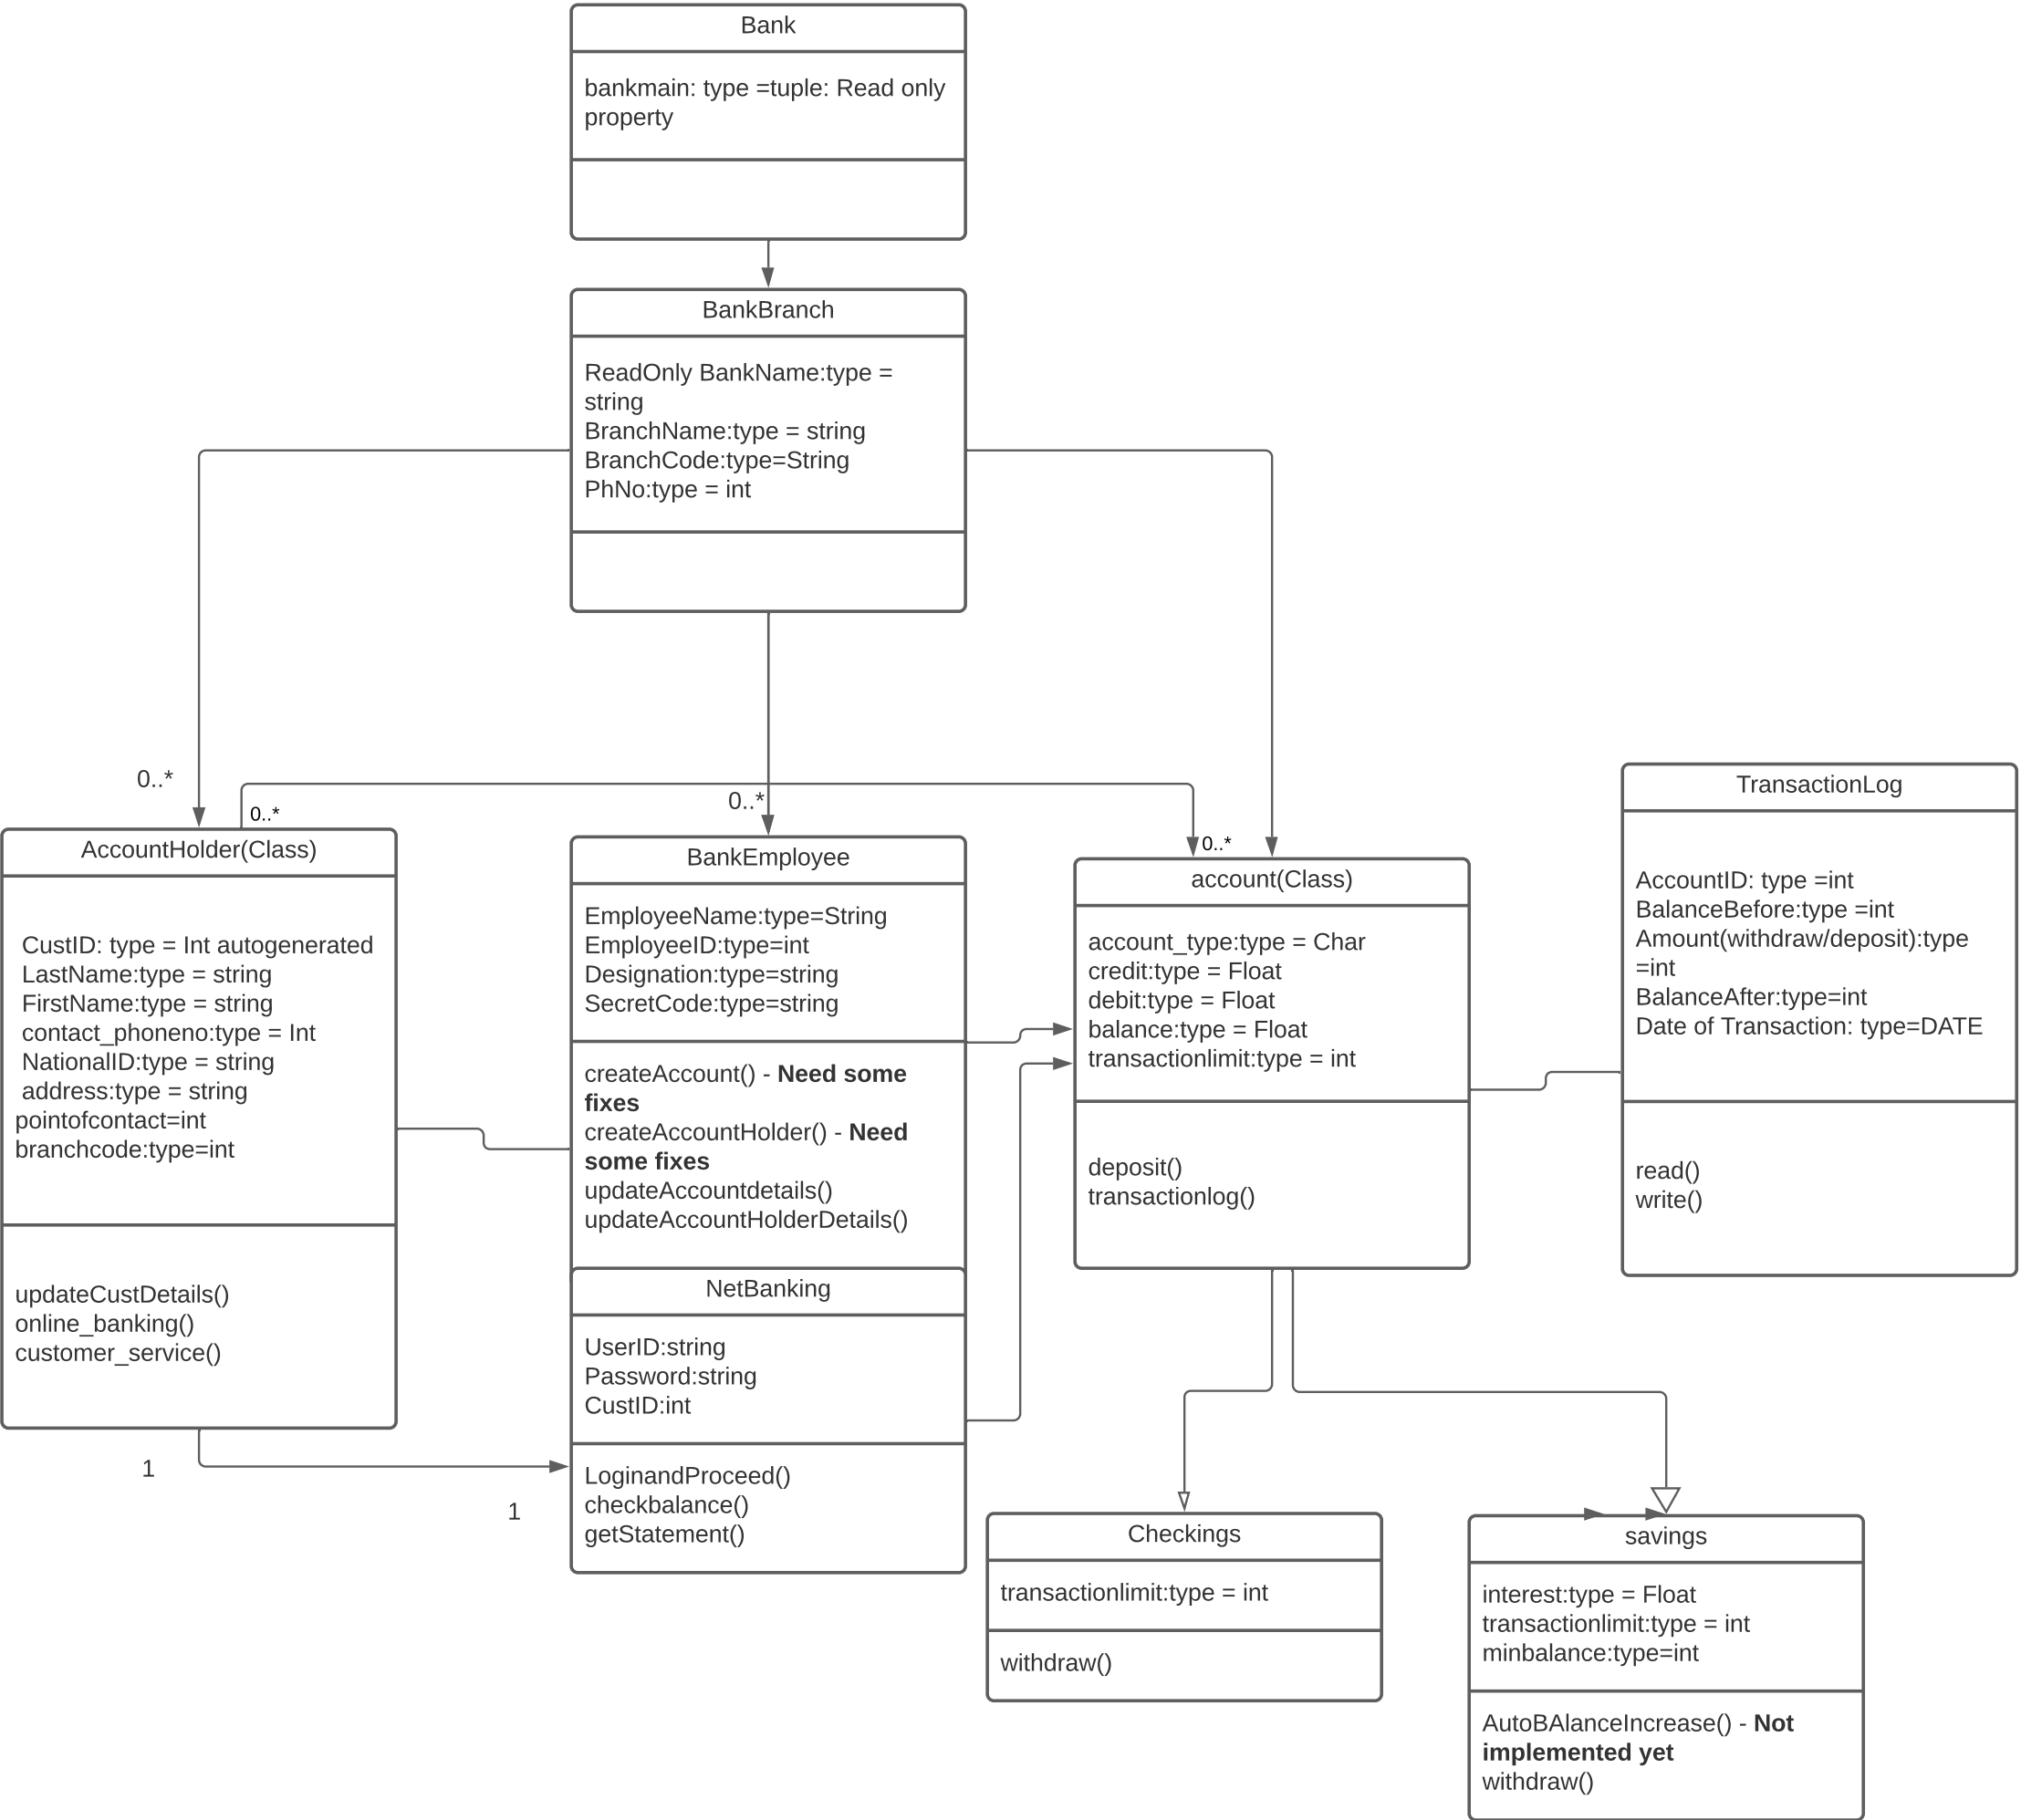 Bank
bankmain: type =tuple: Read only
property
BankBranch
ReadOnly BankName:type =
string
BranchName:type = string
BranchCode:type=String
PhNo:type = int
0..*
0..*
0..*
0..*
AccountHolder(Class)
CustID: type = Int autogenerated
LastName:type = string
FirstName:type = string
contact_phoneno:type = Int
NationalID:type = string
address:type = string
pointofcontact=int
branchcode:type=int
updateCustDetails()
online_banking()
customer_service()
1
1
BankEmployee
EmployeeName:type=String
EmployeeID:type=int
Designation:type=string
SecretCode:type=string
createAccount() - Need some
fixes
createAccountHolder() - Need
some fixes
updateAccountdetails()
updateAccountHolderDetails()
NetBanking
UserID:string
Password:string
CustID:int
LoginandProceed()
checkbalance()
getStatement()
account(Class)
account_type:type = Char
credit:type = Float
debit:type = Float
balance:type = Float
transactionlimit:type = int
deposit()
transactionlog()
TransactionLog
AccountID: type =int
BalanceBefore:type =int
Amount(withdraw/deposit):type
=int
BalanceAfter:type=int
Date of Transaction: type=DATE
read()
write()
Checkings
transactionlimit:type = int
withdraw()
savings
interest:type = Float
transactionlimit:type = int
minbalance:type=int
AutoBAlanceIncrease() - Not
implemented yet
withdraw()